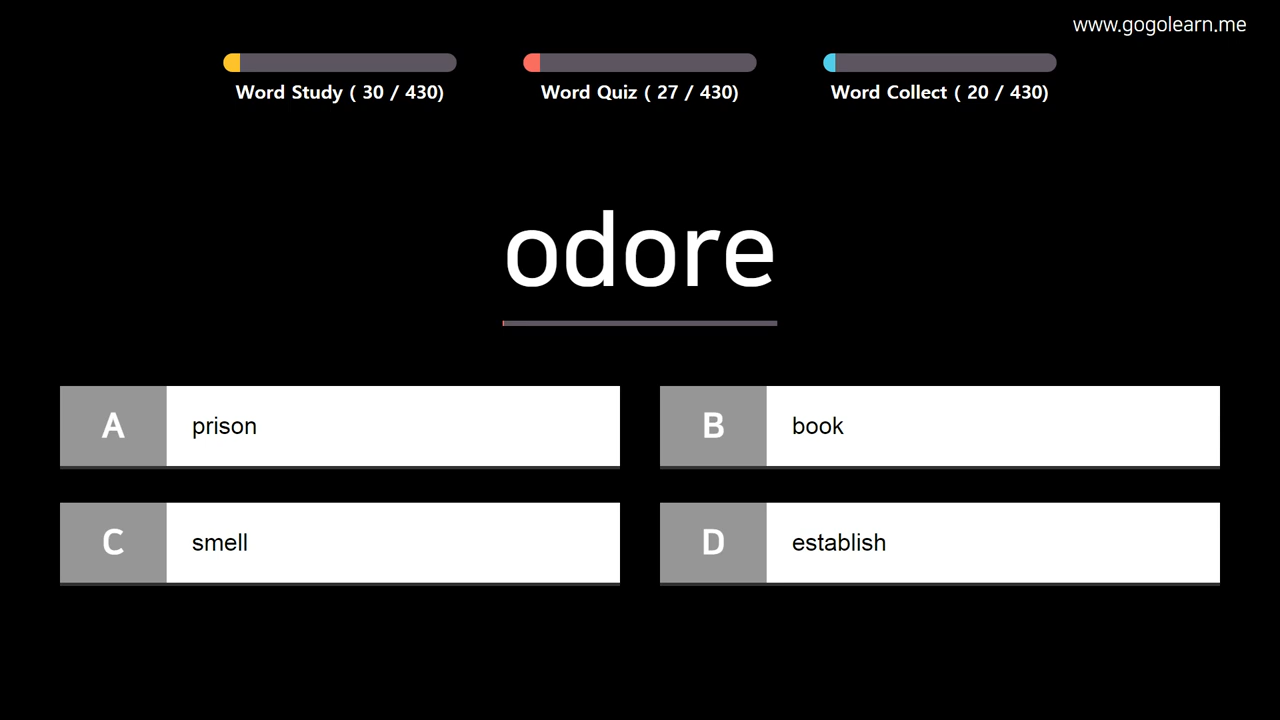 www.gogolearn.me
Word Study ( 30 / 430)
Word Quiz ( 27 / 430)
Word Collect ( 20 / 430)
odore
A prison
B book
C smell
D establish